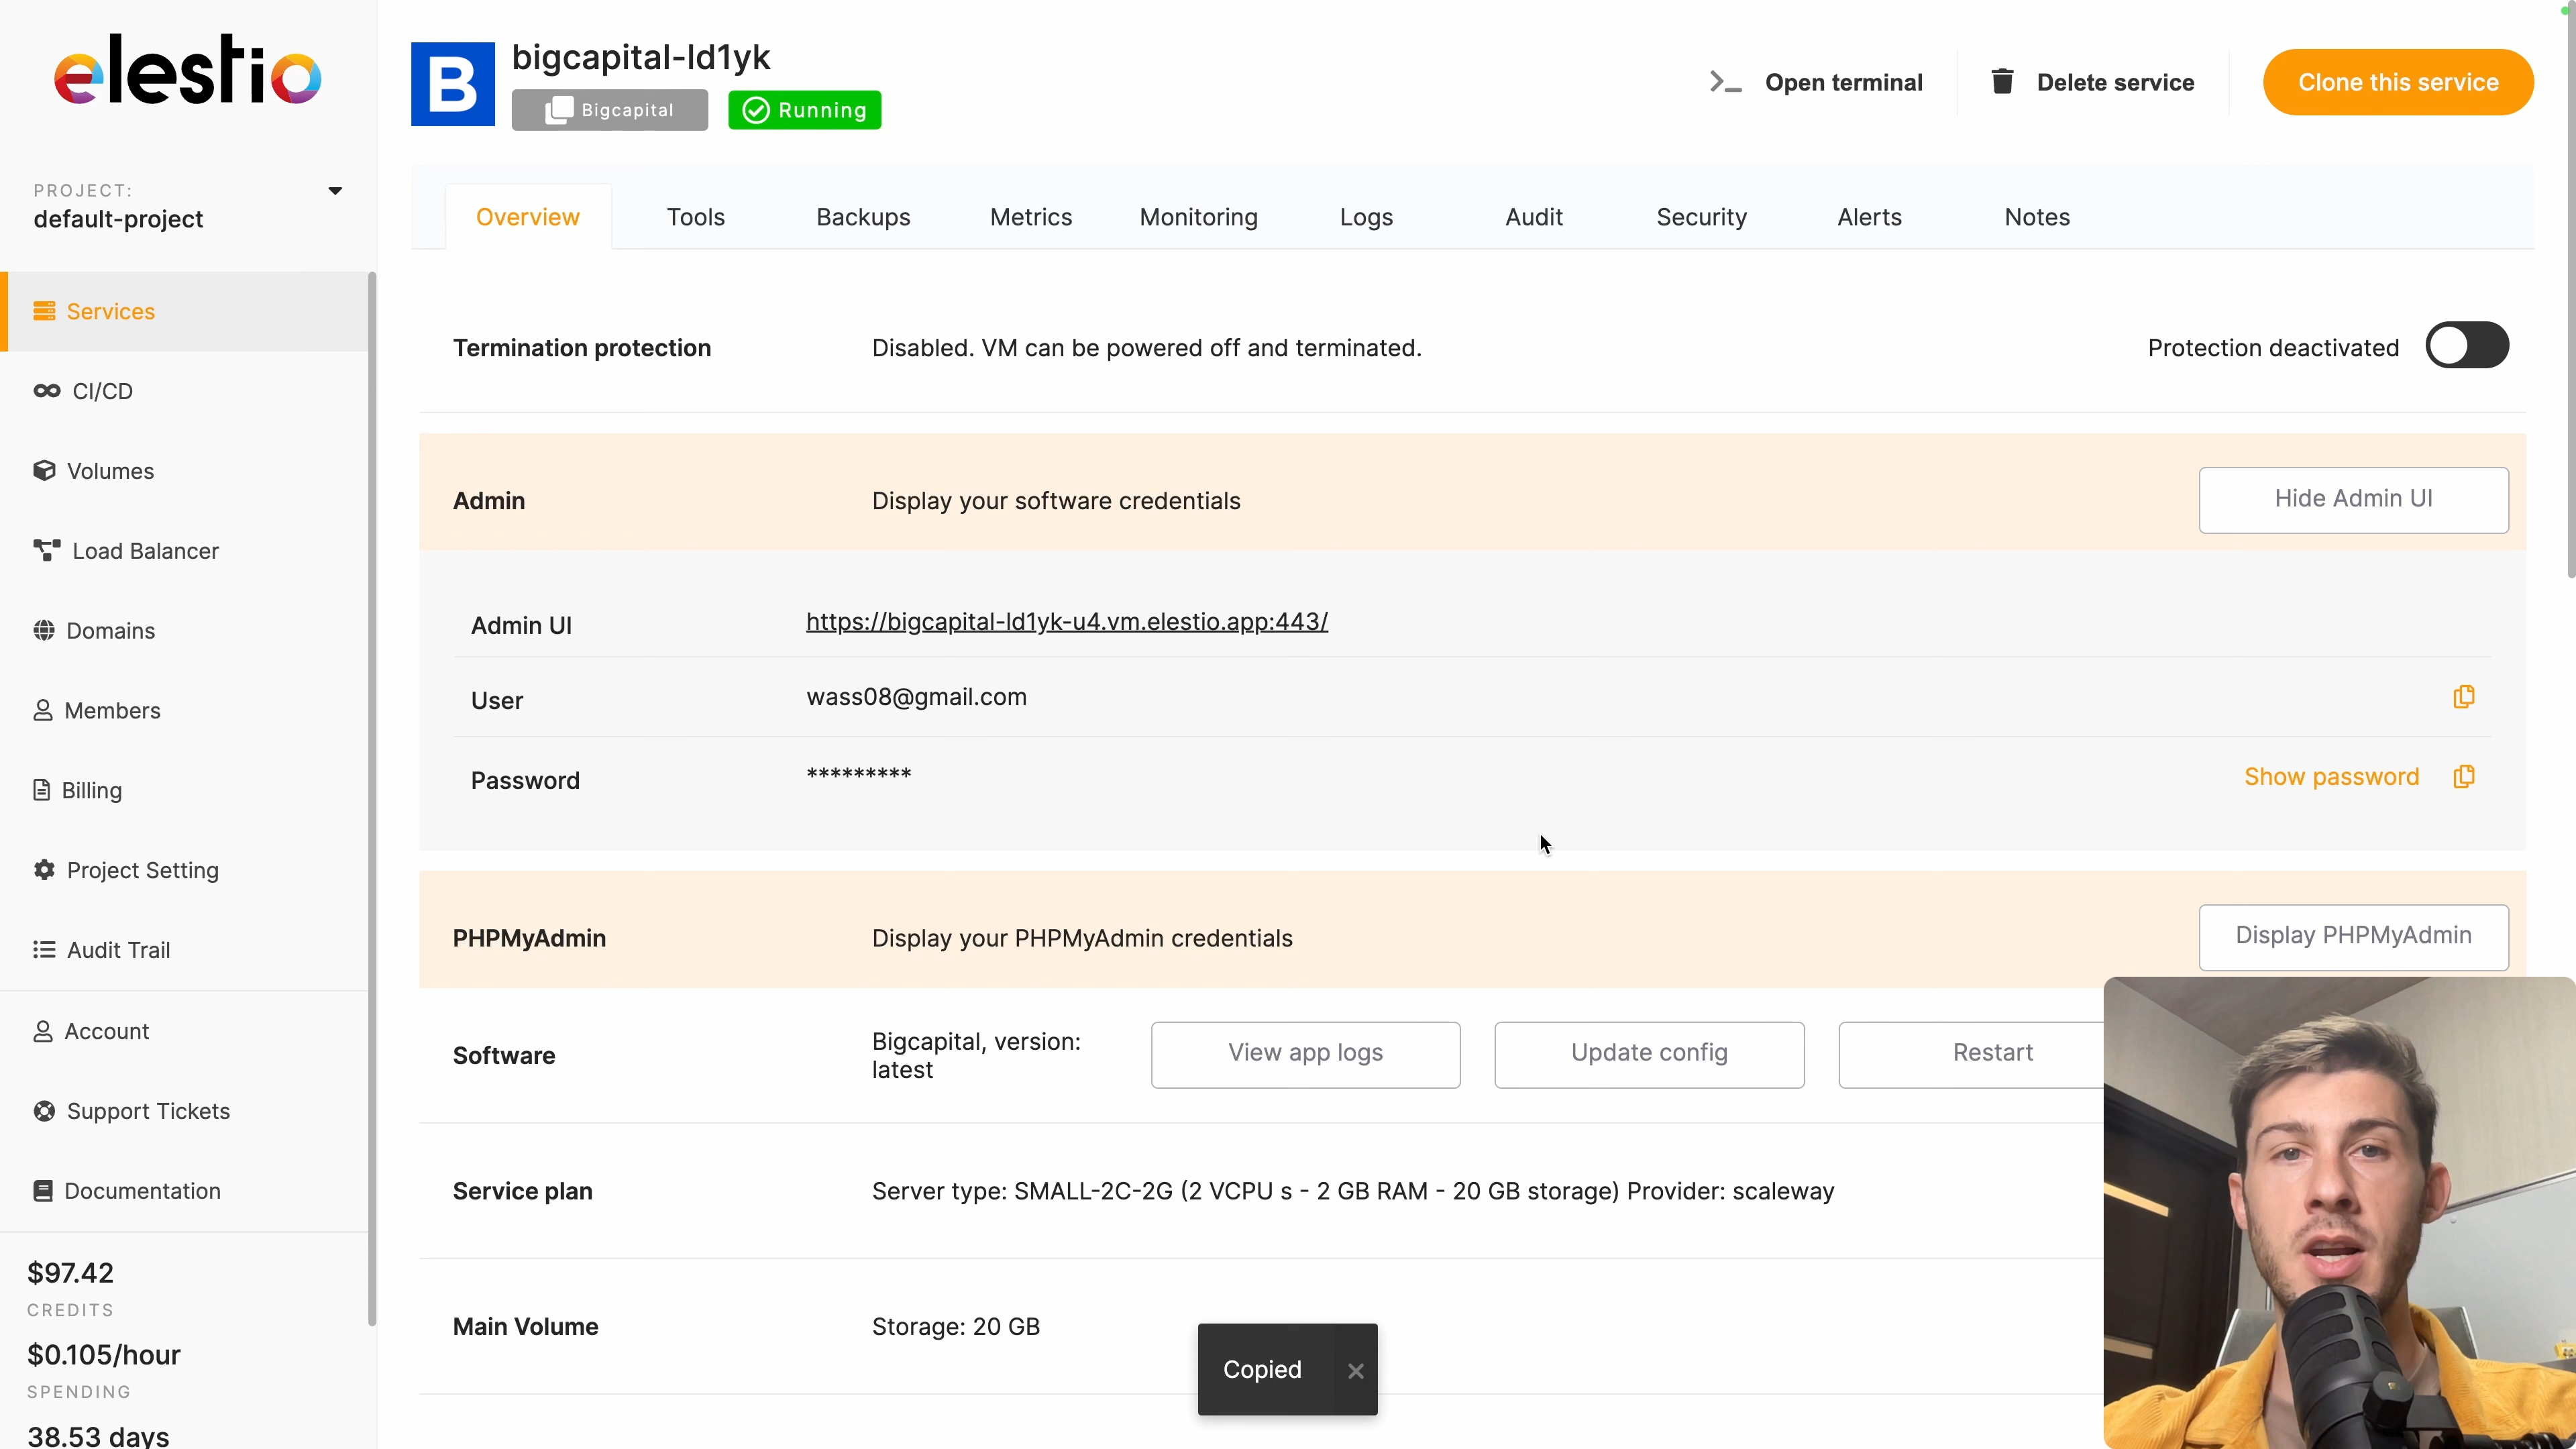 elestio
PROJECT:
default-project
Services
CI/CD
Volumes
Load Balancer
Domains
Members
Billing
Project Setting
Audit Trail
Account
Support Tickets
Documentation
$97.42
CREDITS
$0.105/hour
SPENDING
38.53 days
B
bigcapital-ld1yk
Bigcapital
Running
Open terminal
Delete service
Clone this service
Overview
Tools
Backups
Metrics
Monitoring
Logs
Audit
Security
Alerts
Notes
Termination protection
Disabled. VM can be powered off and terminated.
Protection deactivated
Admin
Display your software credentials
Hide Admin UI
Admin UI
https://bigcapital-ld1yk-u4.vm.elestio.app:443/
User
wass08@gmail.com
Password
*********
Show password
PHPMyAdmin
Display your PHPMyAdmin credentials
Display PHPMyAdmin
Software
Bigcapital, version:
latest
View app logs
Update config
Restart
Service plan
Server type: SMALL-2C-2G (2 VCPU s - 2 GB RAM - 20 GB storage) Provider: scaleway
Main Volume
Storage: 20 GB
Copied